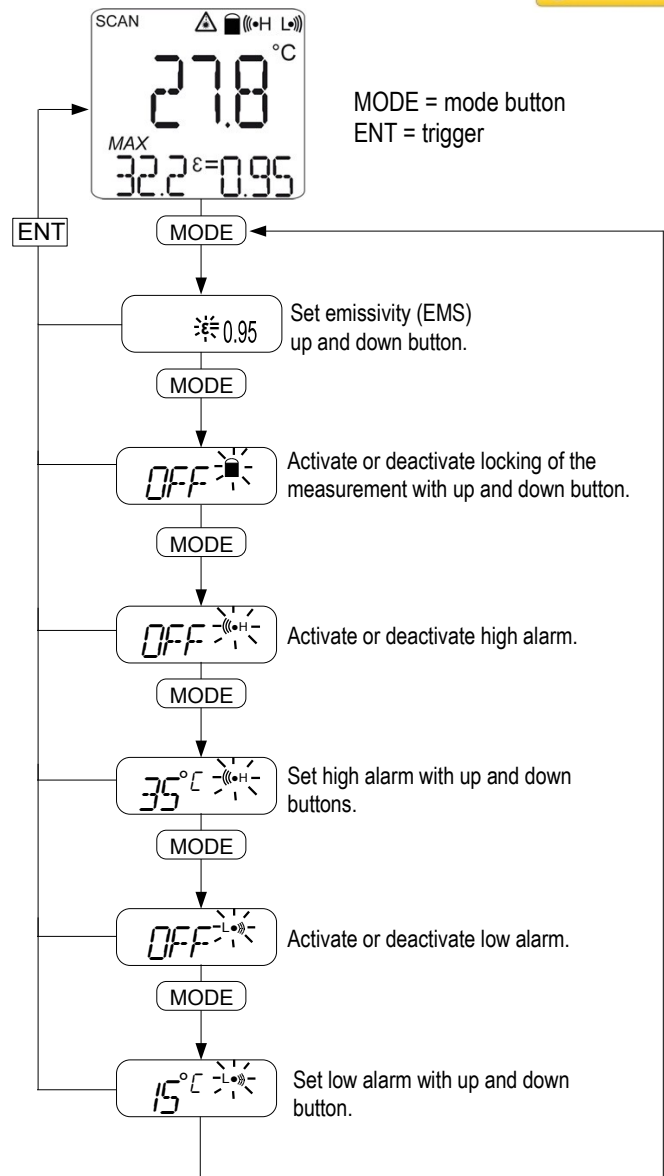 SCAN ((•H L•))
°C
27.8
MAX
32.2 ε=0.95
MODE = mode button
ENT = trigger
ENT
MODE
ε= 0.95
Set emissivity (EMS)
up and down button.
MODE
OFF
Activate or deactivate locking of the
measurement with up and down button.
MODE
OFF ((•H
Activate or deactivate high alarm.
MODE
35°C ((•H
Set high alarm with up and down
buttons.
MODE
OFF L•))
Activate or deactivate low alarm.
MODE
15°C L•))
Set low alarm with up and down
button.